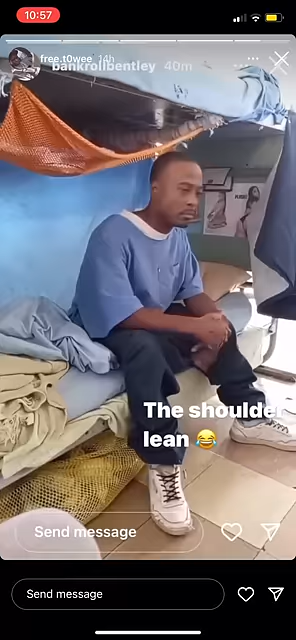 10:57
free.t0wee 14h
bankrollbentley 40m
The shoulder
lean 😂
Send message
Send message